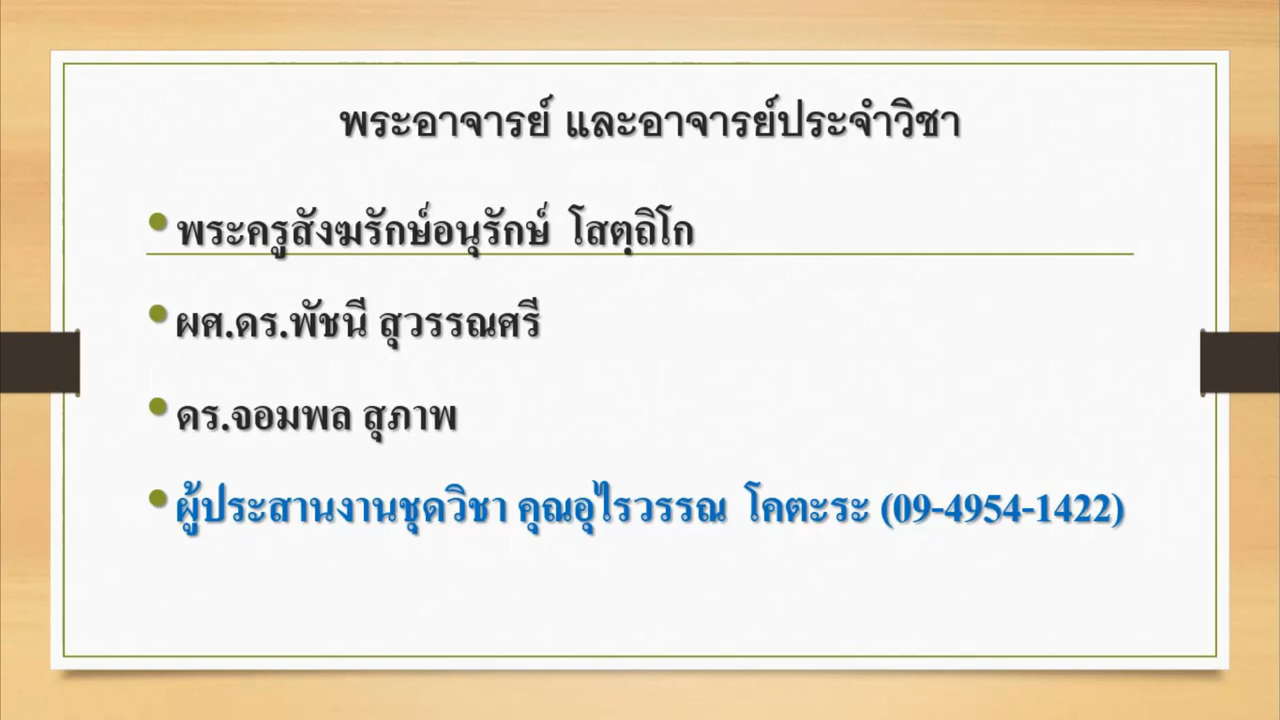 พระอาจารย์ และอาจารย์ประจำวิชา
พระครูสังฆรักษ์อนุรักษ์ โสตฺถิโก
ผศ.ดร.พัชนี สุวรรณศรี
ดร.จอมพล สุภาพ
ผู้ประสานงานชุดวิชา คุณอุไรวรรณ โคตะระ (09-4954-1422)